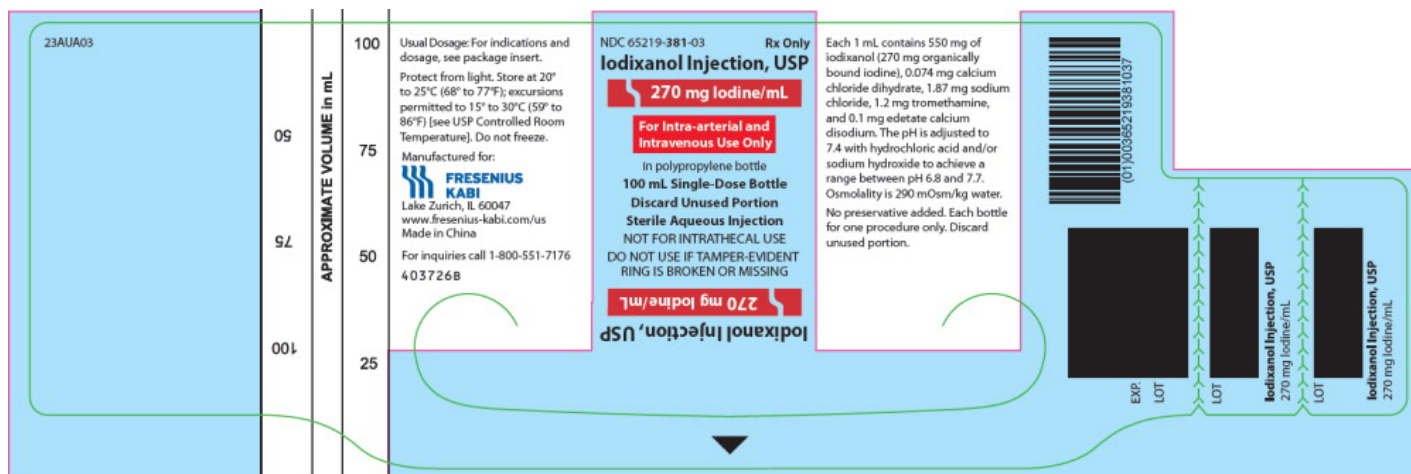 23AUA03
50
75
100
APPROXIMATE VOLUME in mL
100
75
50
25
Usual Dosage: For indications and
dosage, see package insert.
Protect from light. Store at 20°
to 25°C (68° to 77°F); excursions
permitted to 15° to 30°C (59° to
86°F) [see USP Controlled Room
Temperature]. Do not freeze.
Manufactured for:
FRESENIUS
KABI
Lake Zurich, IL 60047
www.fresenius-kabi.com/us
Made in China
For inquiries call 1-800-551-7176
403726B
NDC 65219-381-03 Rx Only
Iodixanol Injection, USP
270 mg Iodine/mL
For Intra-arterial and
Intravenous Use Only
In polypropylene bottle
100 mL Single-Dose Bottle
Discard Unused Portion
Sterile Aqueous Injection
NOT FOR INTRATHECAL USE
DO NOT USE IF TAMPER-EVIDENT
RING IS BROKEN OR MISSING
270 mg Iodine/mL
Iodixanol Injection, USP
Each 1 mL contains 550 mg of
iodixanol (270 mg organically
bound iodine), 0.074 mg calcium
chloride dihydrate, 1.87 mg sodium
chloride, 1.2 mg tromethamine,
and 0.1 mg edetate calcium
disodium. The pH is adjusted to
7.4 with hydrochloric acid and/or
sodium hydroxide to achieve a
range between pH 6.8 and 7.7.
Osmolality is 290 mOsm/kg water.
No preservative added. Each bottle
for one procedure only. Discard
unused portion.
(01)00365219381037
EXP.
LOT
LOT
Iodixanol Injection, USP
270 mg Iodine/mL
LOT
Iodixanol Injection, USP
270 mg Iodine/mL